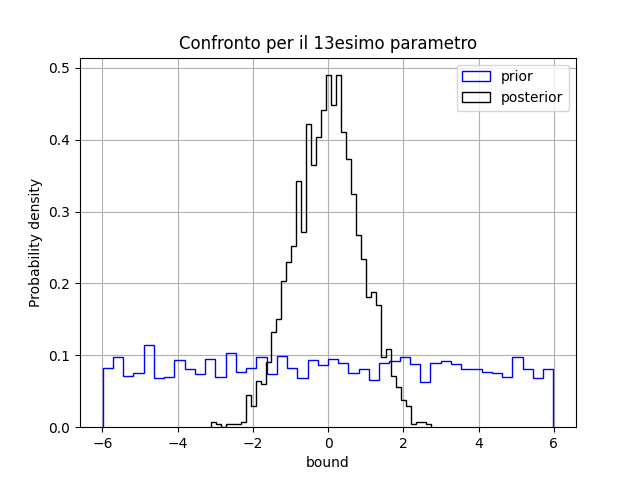 Confronto per il 13esimo parametro
prior
posterior
0.5
0.4
0.3
0.2
0.1
0.0
Probability density
−6
−4
−2
0
2
4
6
bound